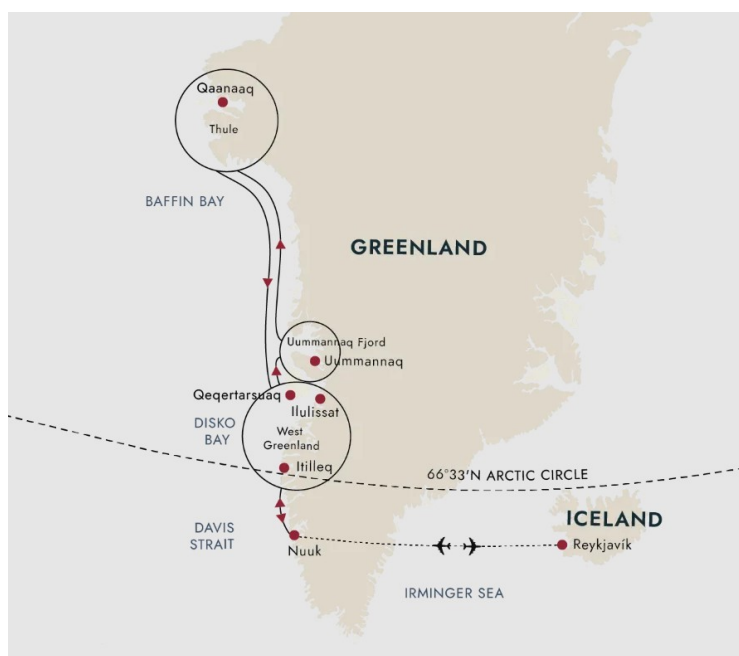 Qaanaaq
Thule
BAFFIN BAY
GREENLAND
Uummannaq Fjord
Uummannaq
Qeqertarsuaq
Ilulissat
DISKO
BAY
West
Greenland
Itilleq
66°33'N ARCTIC CIRCLE
ICELAND
DAVIS
STRAIT
Nuuk
Reykjavík
IRMINGER SEA